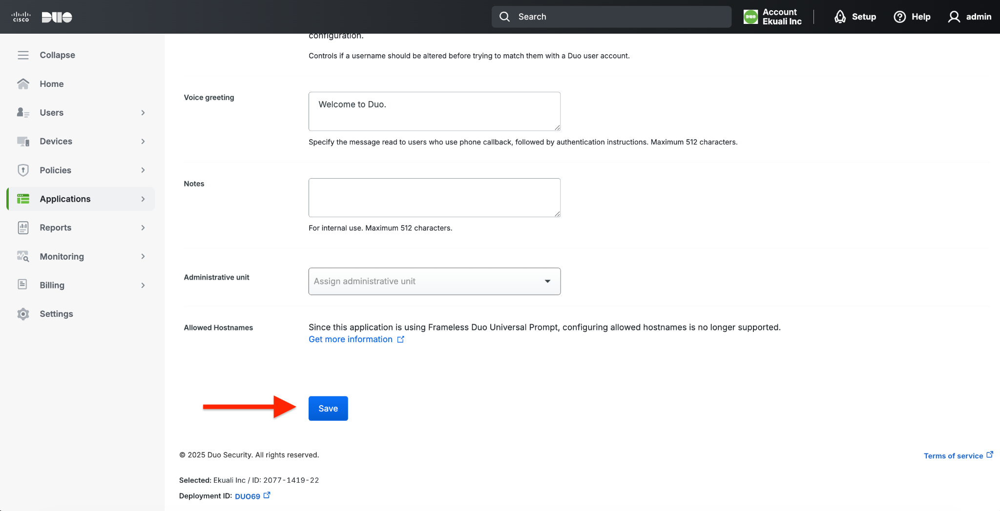 CISCO DUO
Search
DUO
Account
Ekuali Inc
Setup
Help
admin
Collapse
Home
Users
Devices
Policies
Applications
Reports
Monitoring
Billing
Settings
configuration.
Controls if a username should be altered before trying to match them with a Duo user account.
Voice greeting
Welcome to Duo.
Specify the message read to users who use phone callback, followed by authentication instructions. Maximum 512 characters.
Notes
For internal use. Maximum 512 characters.
Administrative unit
Assign administrative unit
Allowed Hostnames
Since this application is using Frameless Duo Universal Prompt, configuring allowed hostnames is no longer supported.
Get more information
Save
© 2025 Duo Security. All rights reserved.
Terms of service
Selected: Ekuali Inc / ID: 2077-1419-22
Deployment ID: DUO69